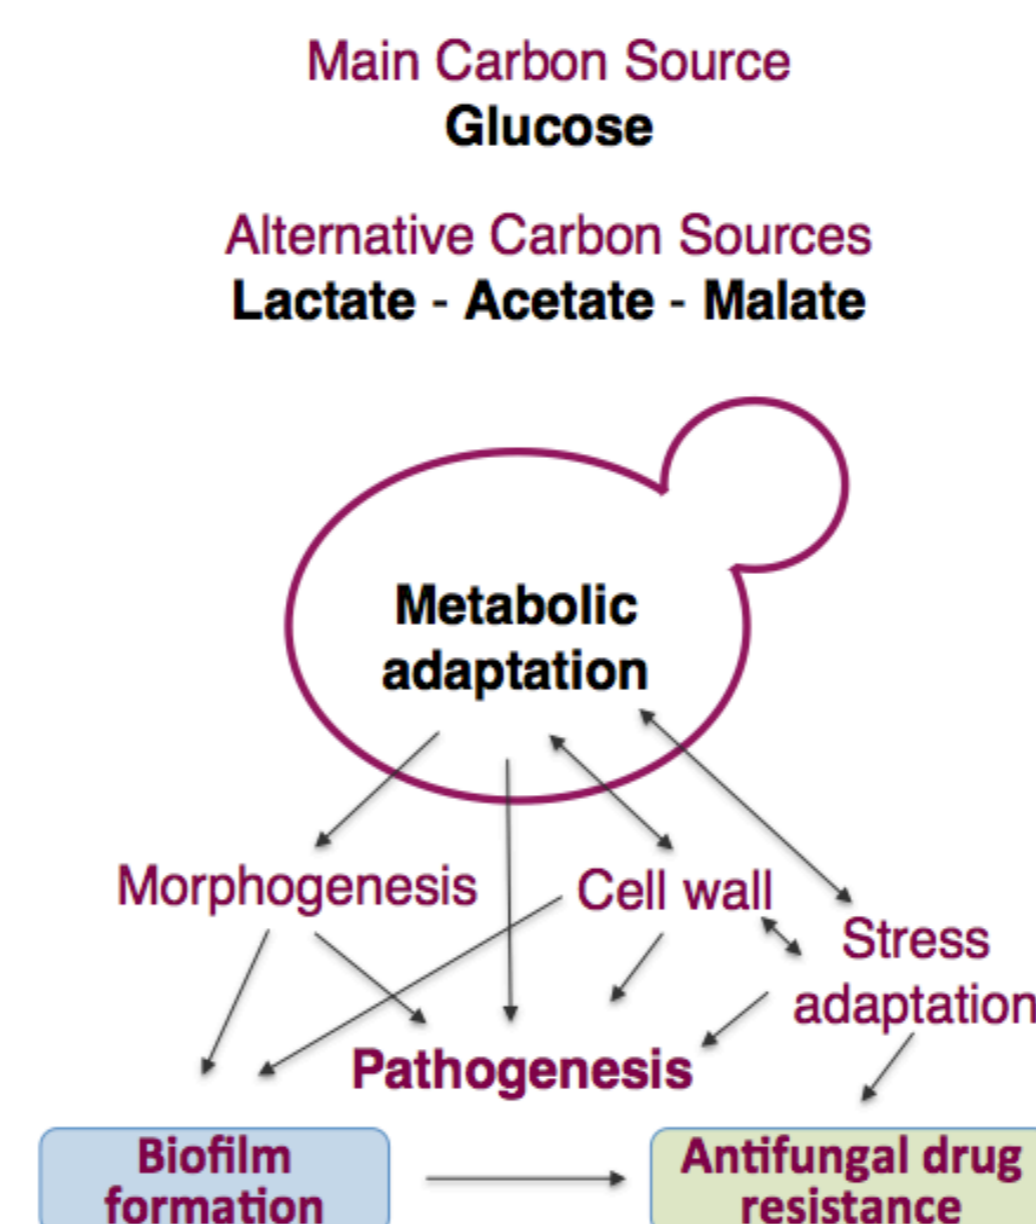 Main Carbon Source
Glucose
Alternative Carbon Sources
Lactate - Acetate - Malate
Metabolic
adaptation
Morphogenesis
Cell wall
Stress
adaptation
Pathogenesis
Biofilm
formation
Antifungal drug
resistance